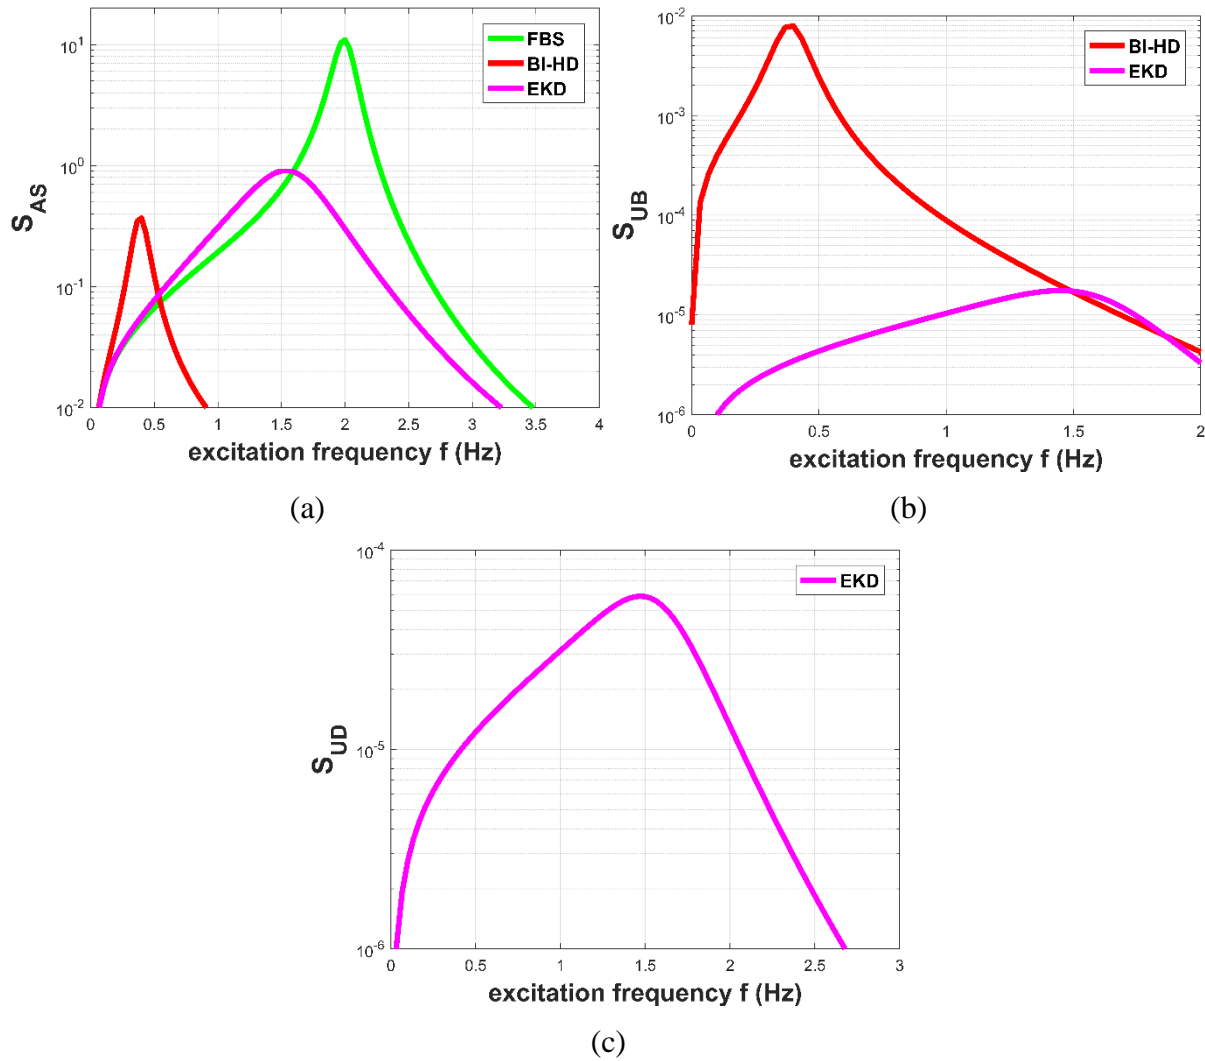 FBS
BI-HD
EKD
S_AS
10^1
10^0
10^-1
10^-2
0 0.5 1 1.5 2 2.5 3 3.5 4
excitation frequency f (Hz)
(a)
BI-HD
EKD
S_UB
10^-2
10^-3
10^-4
10^-5
10^-6
0 0.5 1 1.5 2
excitation frequency f (Hz)
(b)
EKD
S_UD
10^-4
10^-5
10^-6
0 0.5 1 1.5 2 2.5 3
excitation frequency f (Hz)
(c)